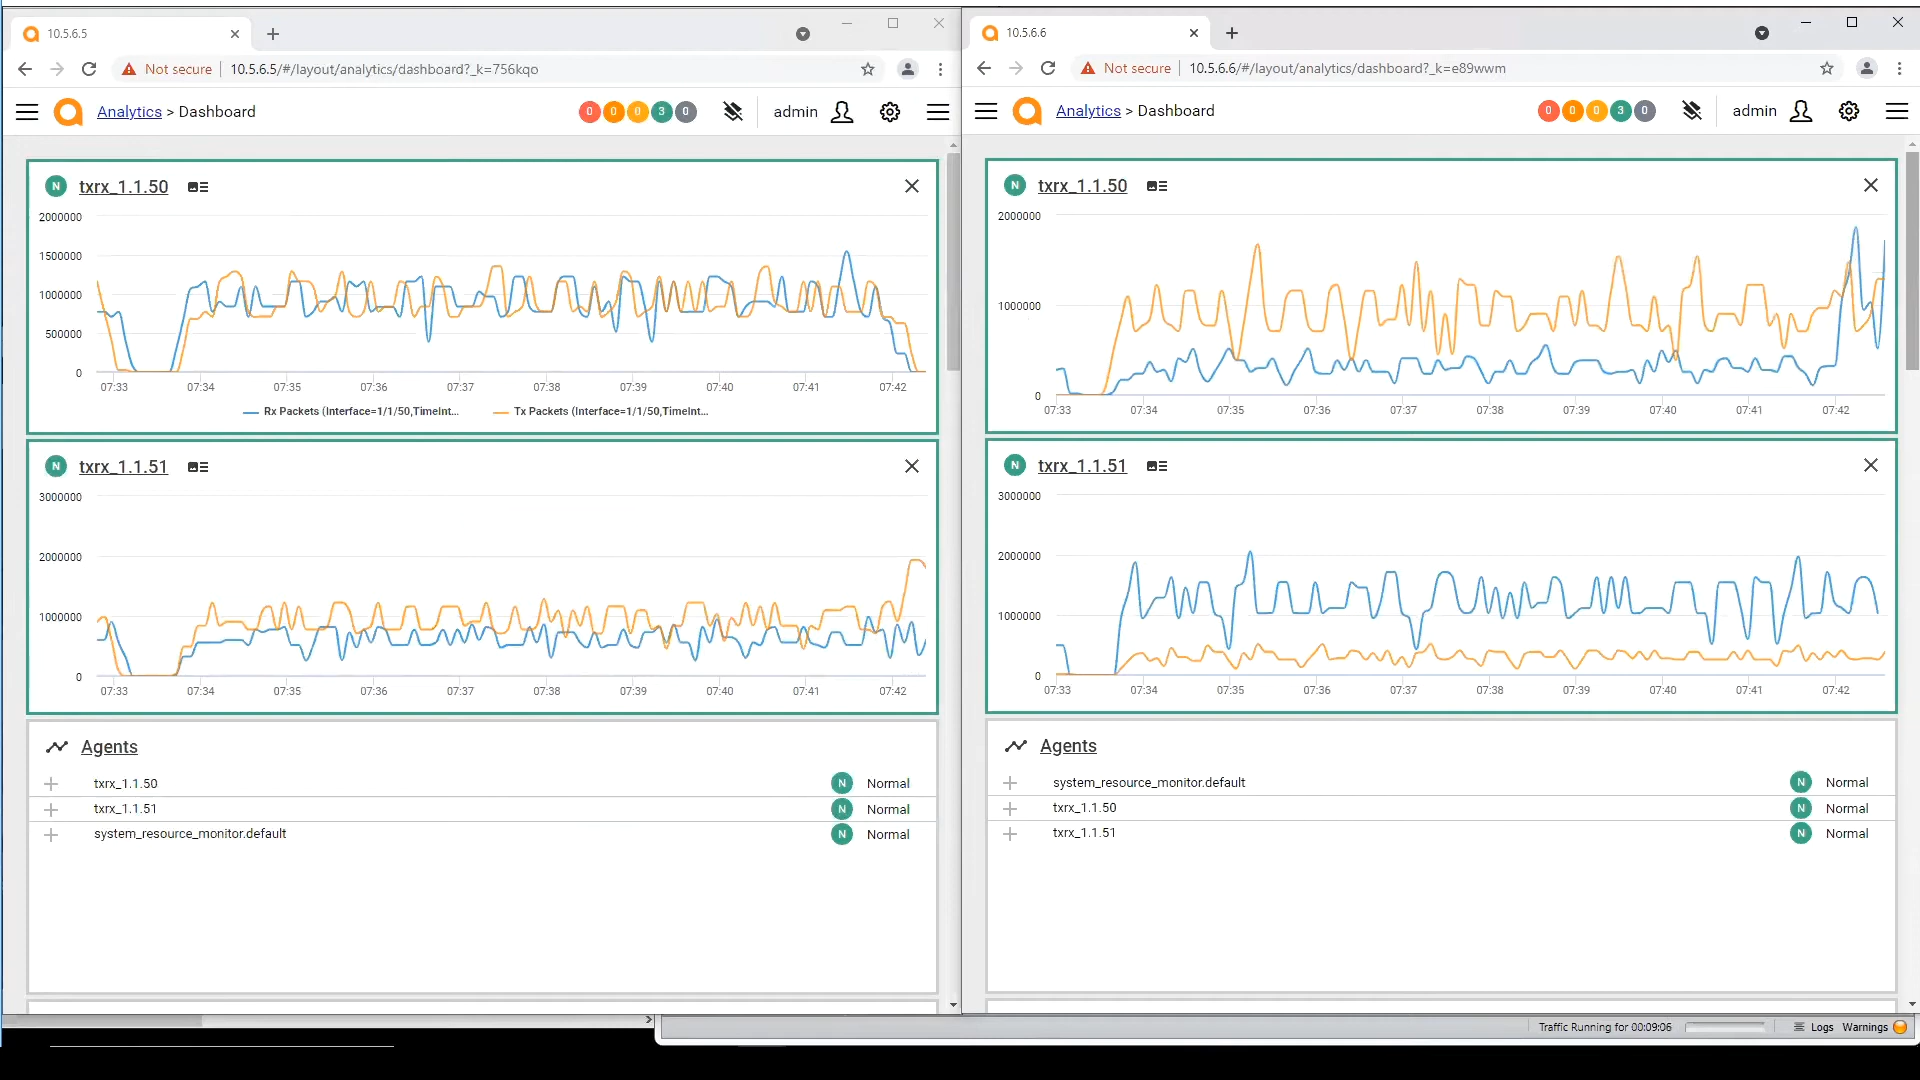 10.5.6.5
Not secure
10.5.6.5/#/layout/analytics/dashboard?_k=756kqo
Analytics > Dashboard
0 0 0 3 0
admin
N txrx_1.1.50
2000000
1500000
1000000
500000
0
07:33 07:34 07:35 07:36 07:37 07:38 07:39 07:40 07:41 07:42
Rx Packets (Interface=1/1/50,TimeInt... Tx Packets (Interface=1/1/50,TimeInt...
N txrx_1.1.51
3000000
2000000
1000000
0
07:33 07:34 07:35 07:36 07:37 07:38 07:39 07:40 07:41 07:42
Agents
txrx_1.1.50 N Normal
txrx_1.1.51 N Normal
system_resource_monitor.default N Normal
10.5.6.6
Not secure
10.5.6.6/#/layout/analytics/dashboard?_k=e89wwm
Analytics > Dashboard
0 0 0 3 0
admin
N txrx_1.1.50
2000000
1000000
0
07:33 07:34 07:35 07:36 07:37 07:38 07:39 07:40 07:41 07:42
N txrx_1.1.51
3000000
2000000
1000000
0
07:33 07:34 07:35 07:36 07:37 07:38 07:39 07:40 07:41 07:42
Agents
system_resource_monitor.default N Normal
txrx_1.1.50 N Normal
txrx_1.1.51 N Normal
Traffic Running for 00:09:06 Logs Warnings